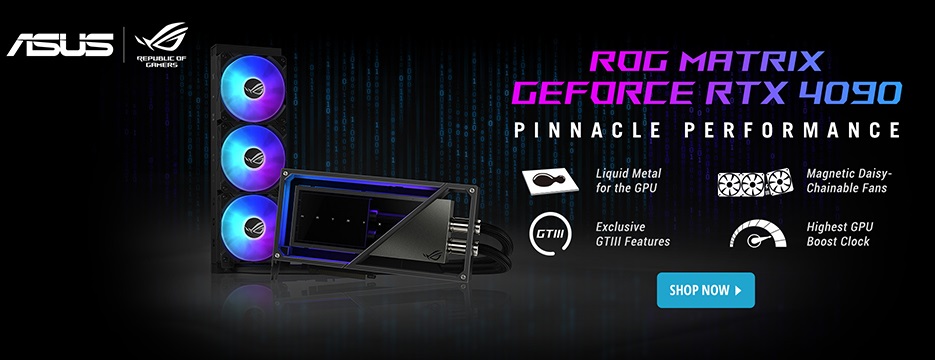 ASUS
REPUBLIC OF
GAMERS
ROG MATRIX
GEFORCE RTX 4090
PINNACLE PERFORMANCE
Liquid Metal
for the GPU
Magnetic Daisy-
Chainable Fans
GTIII
Exclusive
GTIII Features
Highest GPU
Boost Clock
SHOP NOW